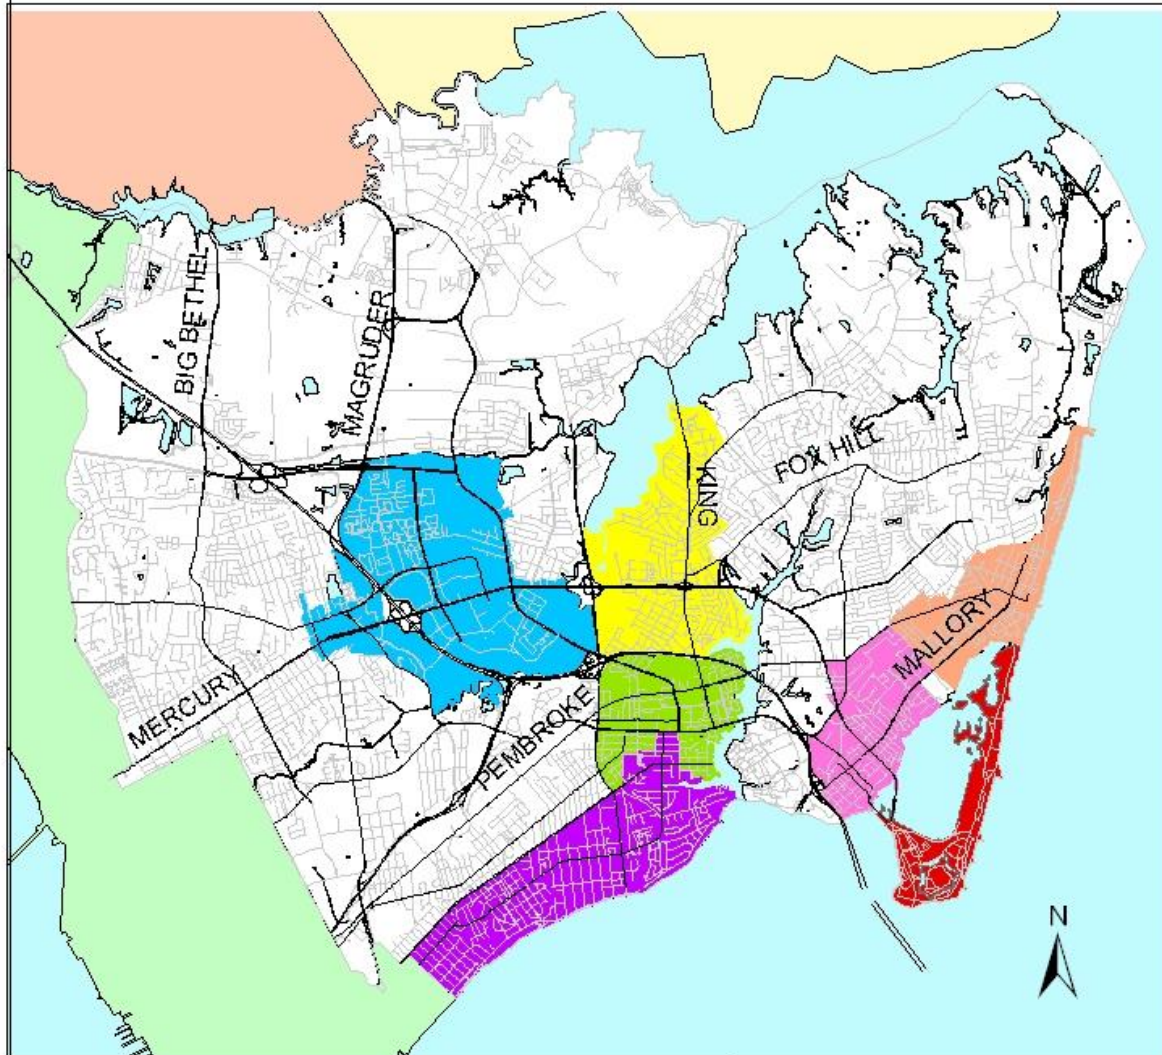 BIG BETHEL
MAGRUDER
FOX HILL
KING
MALLORY
MERCURY
PEMBROKE
N